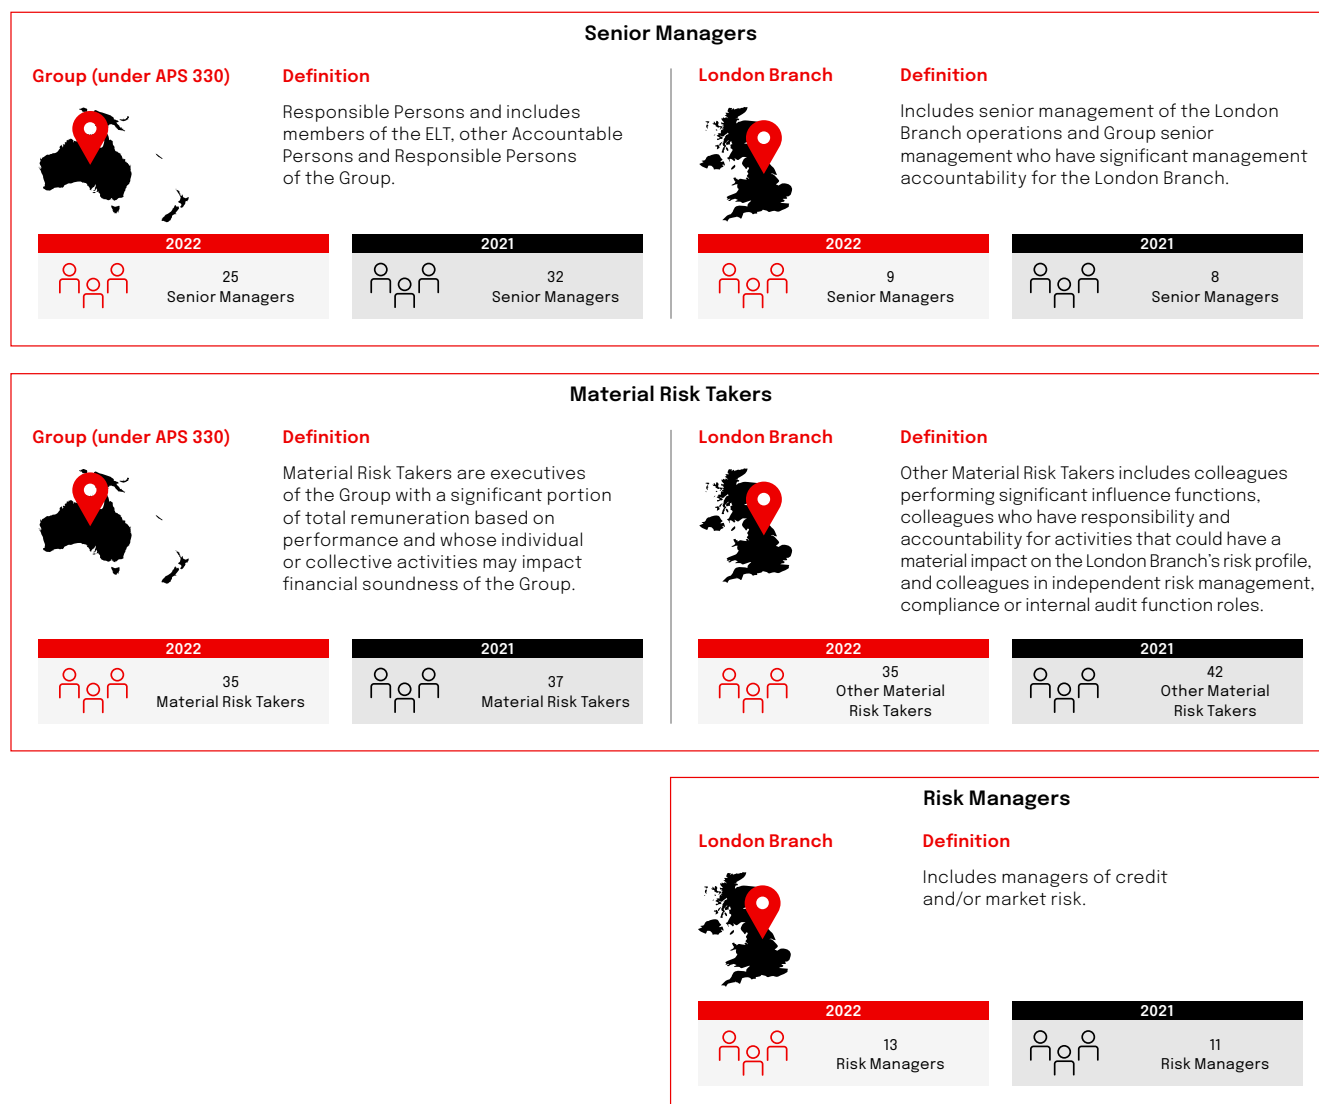 Senior Managers
Group (under APS 330)
Definition
Responsible Persons and includes
members of the ELT, other Accountable
Persons and Responsible Persons
of the Group.
2022
25
Senior Managers
2021
32
Senior Managers
London Branch
Definition
Includes senior management of the London
Branch operations and Group senior
management who have significant management
accountability for the London Branch.
2022
9
Senior Managers
2021
8
Senior Managers
Material Risk Takers
Group (under APS 330)
Definition
Material Risk Takers are executives
of the Group with a significant portion
of total remuneration based on
performance and whose individual
or collective activities may impact
financial soundness of the Group.
2022
35
Material Risk Takers
2021
37
Material Risk Takers
London Branch
Definition
Other Material Risk Takers includes colleagues
performing significant influence functions,
colleagues who have responsibility and
accountability for activities that could have a
material impact on the London Branch's risk profile,
and colleagues in independent risk management,
compliance or internal audit function roles.
2022
35
Other Material
Risk Takers
2021
42
Other Material
Risk Takers
Risk Managers
London Branch
Definition
Includes managers of credit
and/or market risk.
2022
13
Risk Managers
2021
11
Risk Managers